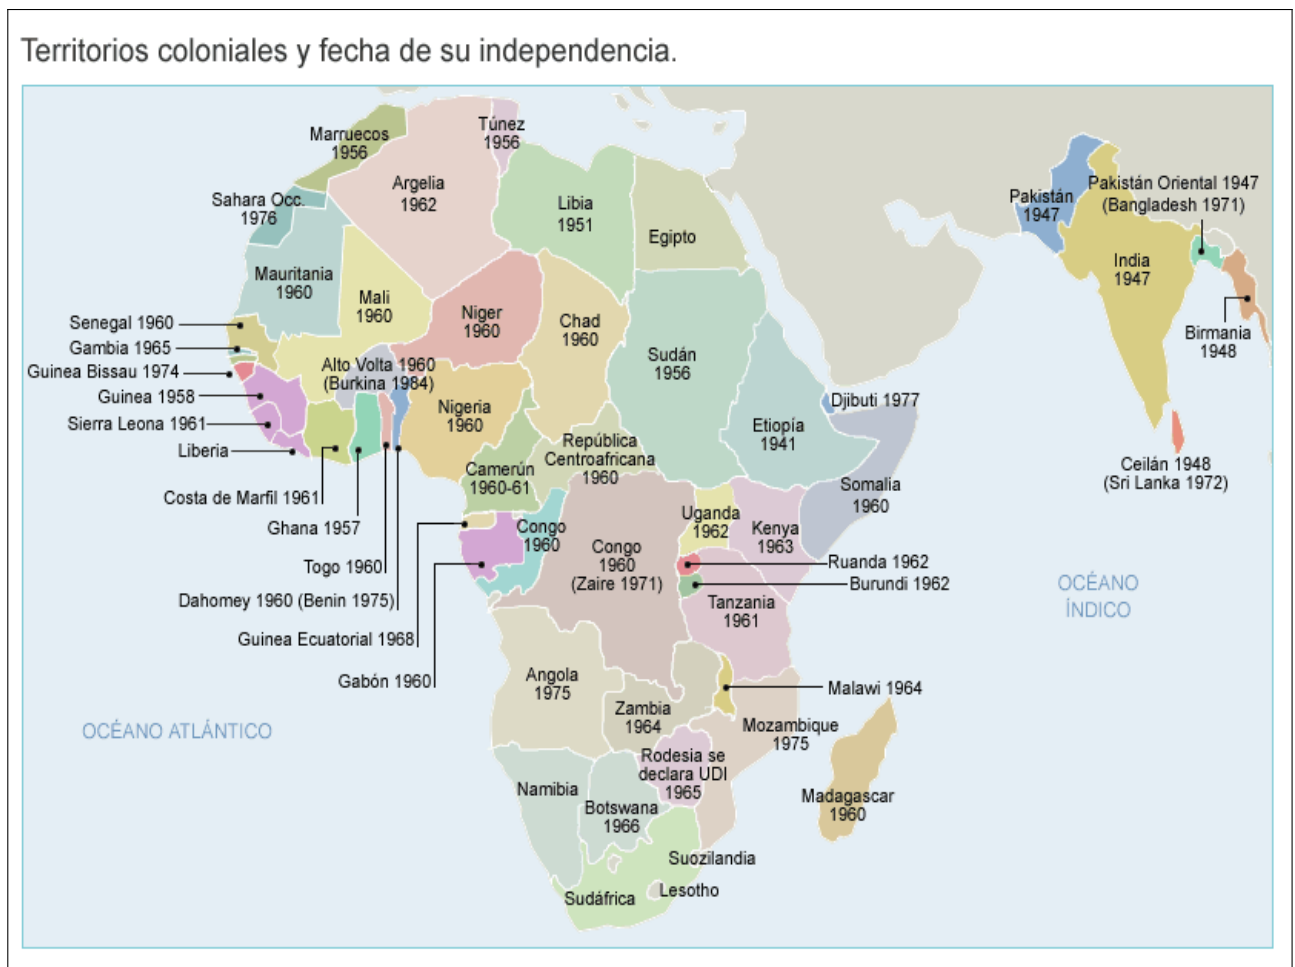 Territorios coloniales y fecha de su independencia.
Marruecos
1956
Túnez
1956
Argelia
1962
Libia
1951
Egipto
Sahara Occ.
1976
Mauritania
1960
Mali
1960
Niger
1960
Chad
1960
Sudán
1956
Pakistán
1947
Pakistán Oriental 1947
(Bangladesh 1971)
India
1947
Birmania
1948
Ceilán 1948
(Sri Lanka 1972)
Senegal 1960
Gambia 1965
Guinea Bissau 1974
Guinea 1958
Sierra Leona 1961
Liberia
Costa de Marfil 1961
Ghana 1957
Togo 1960
Dahomey 1960 (Benin 1975)
Guinea Ecuatorial 1968
Gabón 1960
Alto Volta 1960
(Burkina 1984)
Nigeria
1960
Camerún
1960-61
República
Centroafricana
1960
Djibuti 1977
Etiopía
1941
Somalia
1960
Uganda
1962
Kenya
1963
Congo
1960
Congo
1960
(Zaire 1971)
Ruanda 1962
Burundi 1962
Tanzania
1961
OCÉANO
ÍNDICO
Angola
1975
Zambia
1964
Malawi 1964
Mozambique
1975
OCÉANO ATLÁNTICO
Rodesia se
declara UDI
1965
Namibia
Botswana
1966
Madagascar
1960
Suozilandia
Lesotho
Sudáfrica